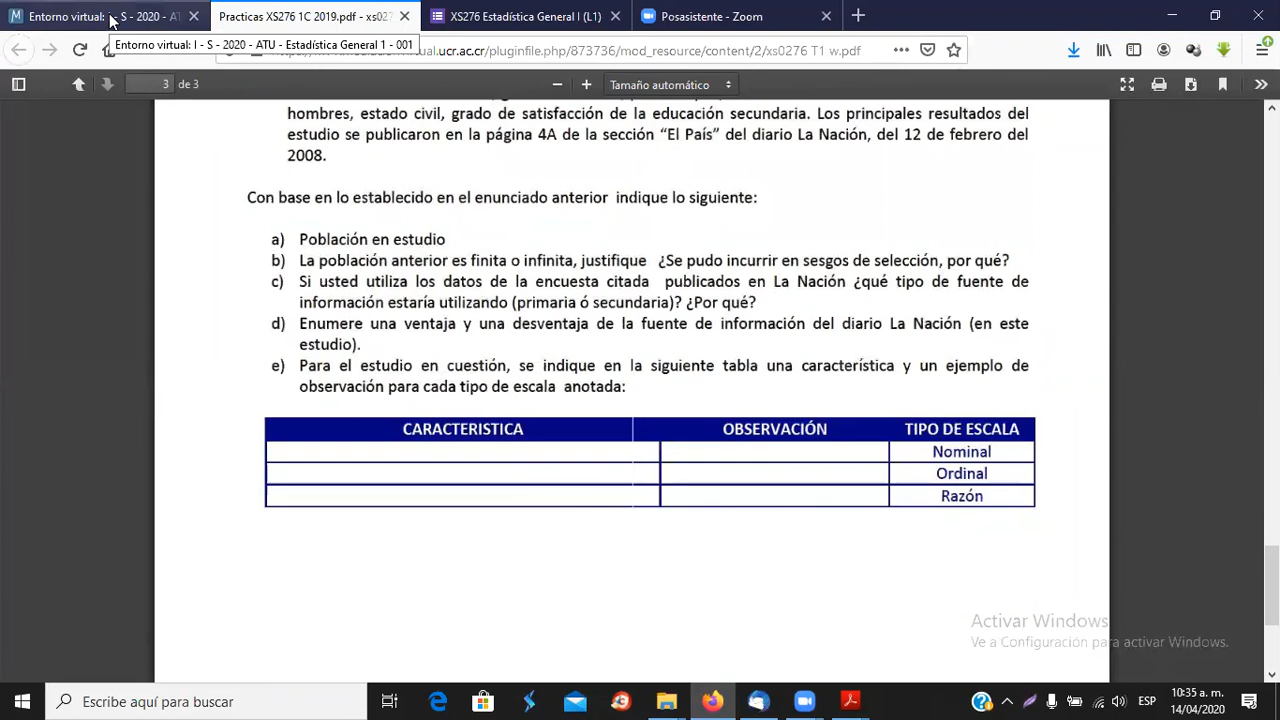 Entorno virtual: I - S - 2020 - AT
Practicas XS276 1C 2019.pdf - xs027
XS276 Estadística General I (L1)
Posasistente - Zoom
Entorno virtual: I - S - 2020 - ATU - Estadística General 1 - 001
virtual.ucr.ac.cr/pluginfile.php/873736/mod_resource/content/2/xs0276 T1 w.pdf
3 de 3
Tamaño automático
hombres, estado civil, grado de satisfacción de la educación secundaria. Los principales resultados del
estudio se publicaron en la página 4A de la sección “El País” del diario La Nación, del 12 de febrero del
2008.
Con base en lo establecido en el enunciado anterior indique lo siguiente:
a) Población en estudio
b) La población anterior es finita o infinita, justifique ¿Se pudo incurrir en sesgos de selección, por qué?
c) Si usted utiliza los datos de la encuesta citada publicados en La Nación ¿qué tipo de fuente de
información estaría utilizando (primaria ó secundaria)? ¿Por qué?
d) Enumere una ventaja y una desventaja de la fuente de información del diario La Nación (en este
estudio).
e) Para el estudio en cuestión, se indique en la siguiente tabla una característica y un ejemplo de
observación para cada tipo de escala anotada:
CARACTERISTICA OBSERVACIÓN TIPO DE ESCALA
Nominal
Ordinal
Razón
Activar Windows
Ve a Configuración para activar Windows.
Escribe aquí para buscar
ESP
10:35 a. m.
14/04/2020